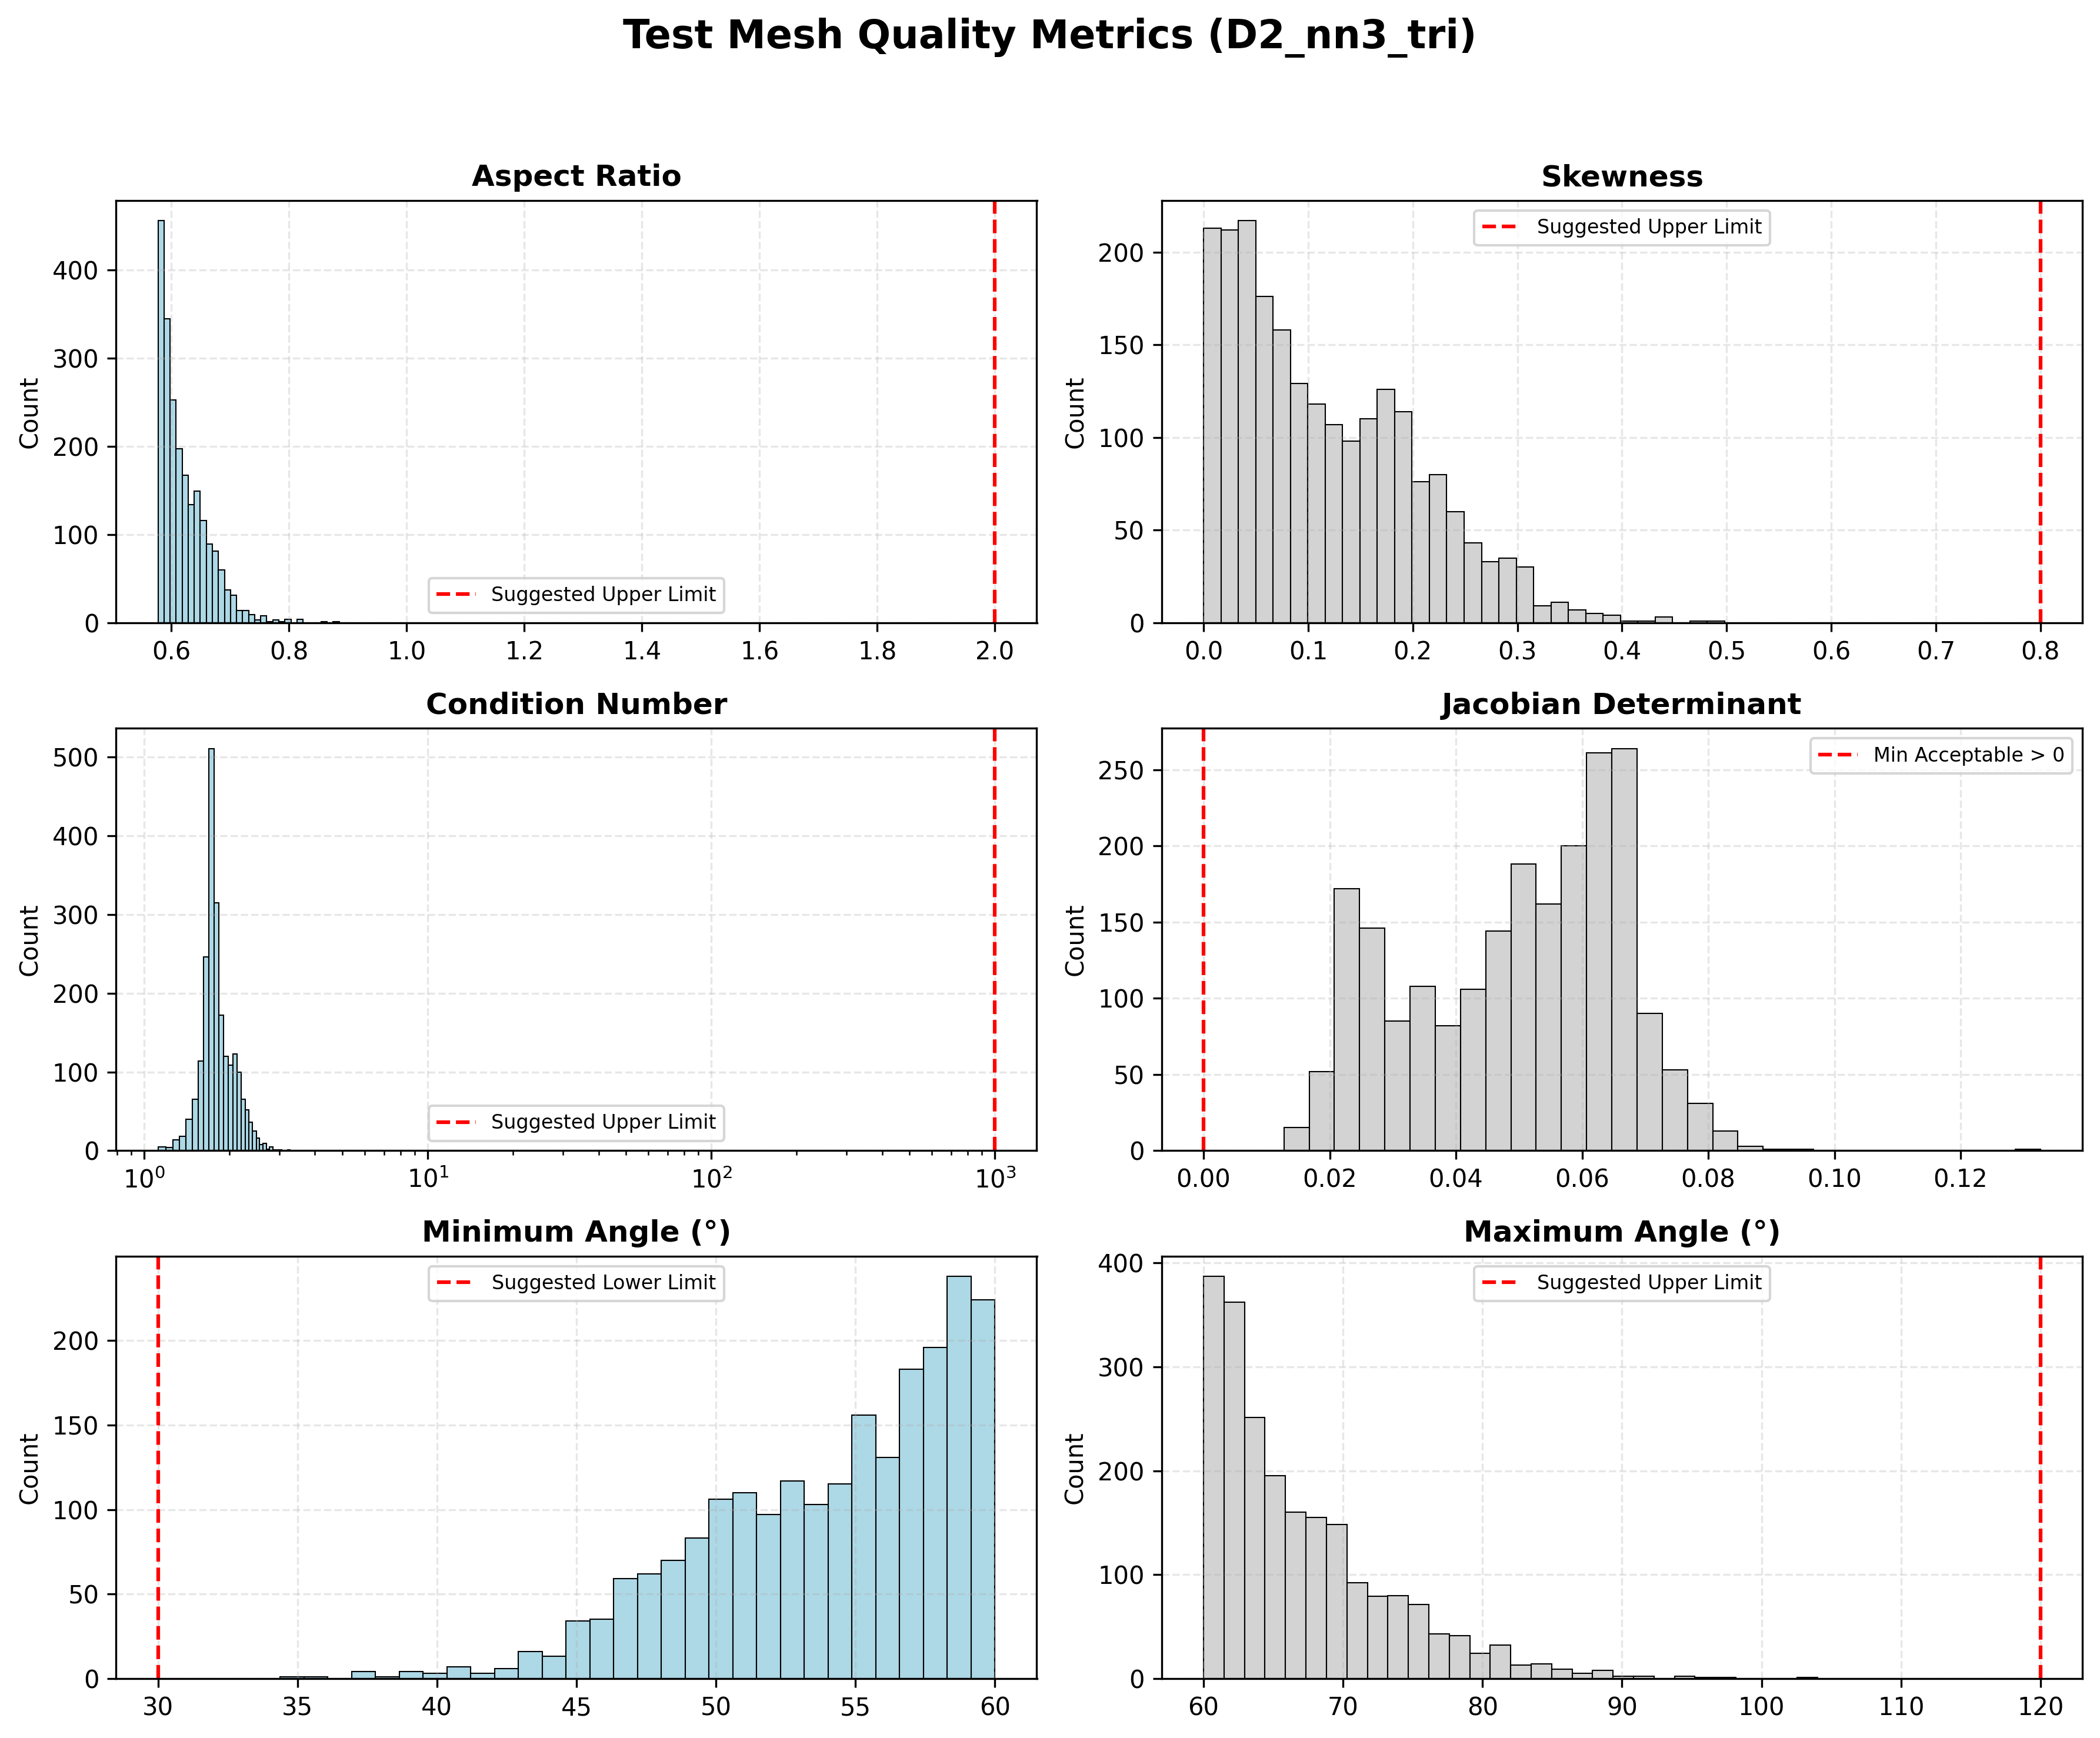 Test Mesh Quality Metrics (D2_nn3_tri)
Aspect Ratio
Count
400
300
200
100
0
0.6 0.8 1.0 1.2 1.4 1.6 1.8 2.0
Suggested Upper Limit
Skewness
Count
200
150
100
50
0
0.0 0.1 0.2 0.3 0.4 0.5 0.6 0.7 0.8
Suggested Upper Limit
Condition Number
Count
500
400
300
200
100
0
10⁰ 10¹ 10² 10³
Suggested Upper Limit
Jacobian Determinant
Count
250
200
150
100
50
0
0.00 0.02 0.04 0.06 0.08 0.10 0.12
Min Acceptable > 0
Minimum Angle (°)
Count
200
150
100
50
0
30 35 40 45 50 55 60
Suggested Lower Limit
Maximum Angle (°)
Count
400
300
200
100
0
60 70 80 90 100 110 120
Suggested Upper Limit